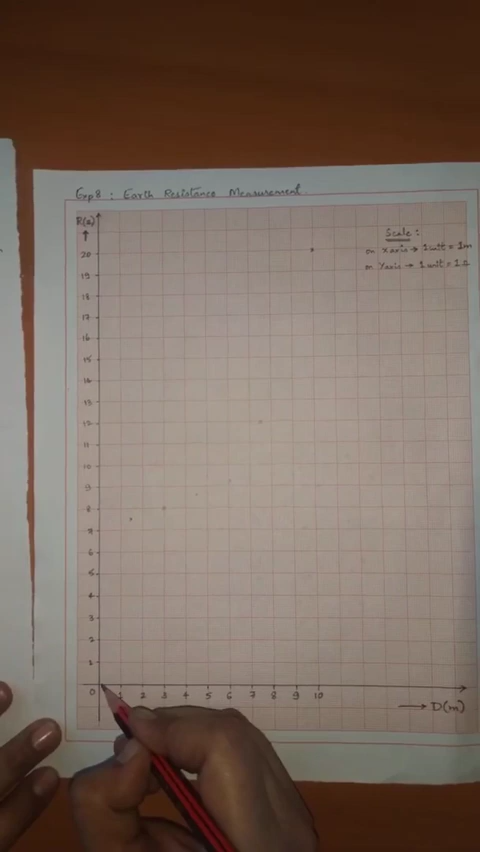 Exp 8 : Earth Resistance Measurement.
R(Ω)
Scale :
on x axis → 1 unit = 1m
on Y axis → 1 unit = 1 Ω
20
19
18
17
16
15
14
13
12
11
10
9
8
7
6
5
4
3
2
1
0 1 2 3 4 5 6 7 8 9 10
→ D(m)